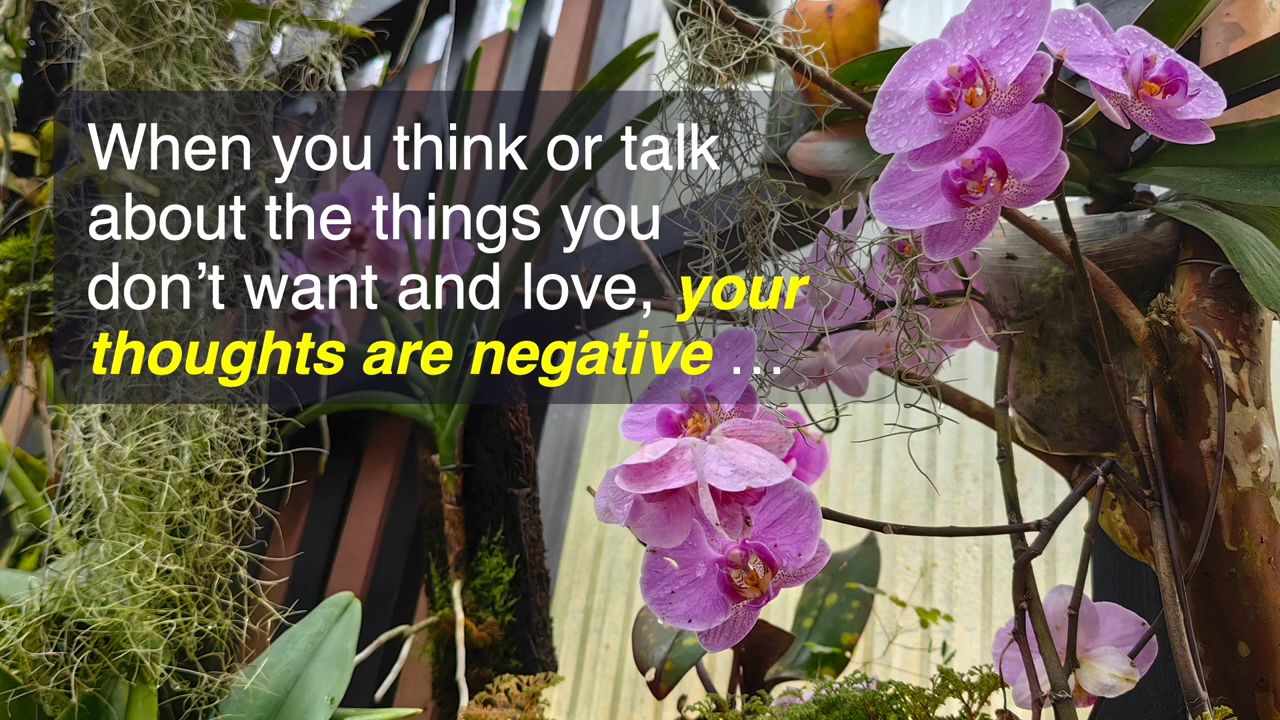 When you think or talk
about the things you
don’t want and love, your
thoughts are negative …